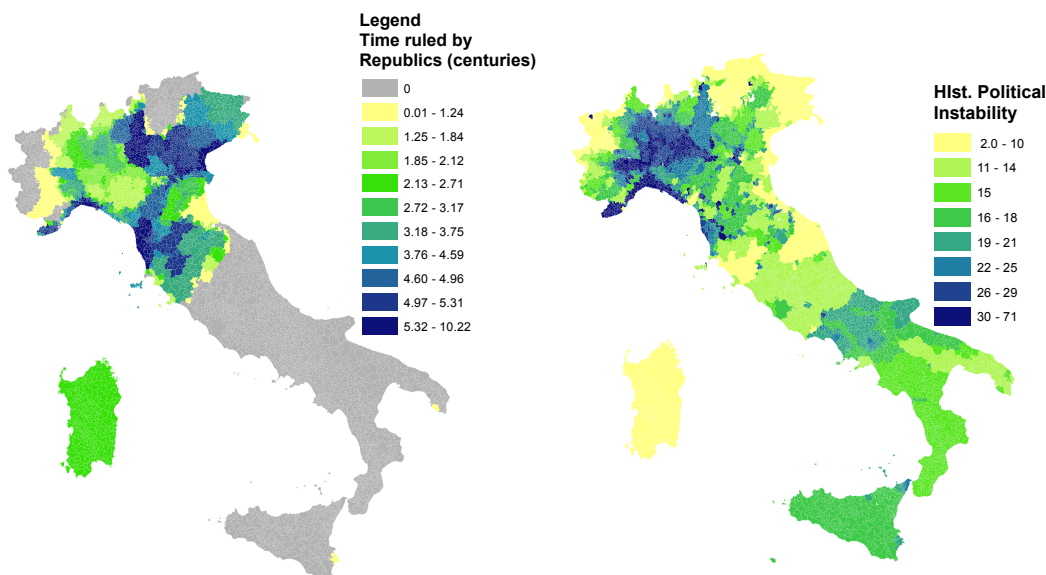 Legend
Time ruled by
Republics (centuries)
0
0.01 - 1.24
1.25 - 1.84
1.85 - 2.12
2.13 - 2.71
2.72 - 3.17
3.18 - 3.75
3.76 - 4.59
4.60 - 4.96
4.97 - 5.31
5.32 - 10.22
HIst. Political
Instability
2.0 - 10
11 - 14
15
16 - 18
19 - 21
22 - 25
26 - 29
30 - 71